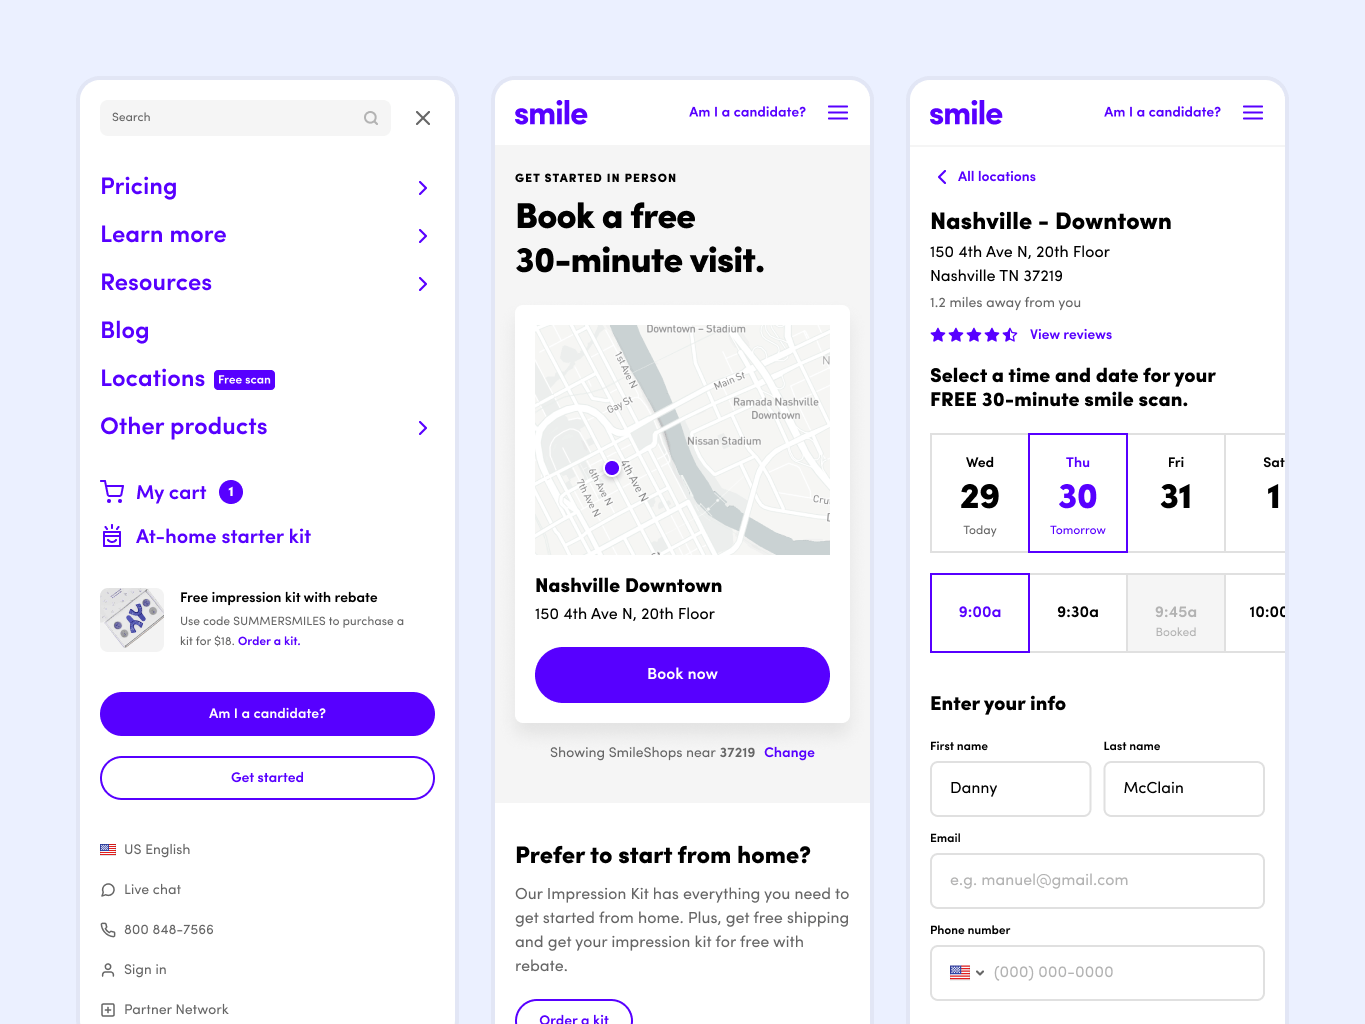 Search
Pricing
Learn more
Resources
Blog
Locations Free scan
Other products
My cart 1
At-home starter kit
Free impression kit with rebate
Use code SUMMERSMILES to purchase a
kit for $18. Order a kit.
Am I a candidate?
Get started
US English
Live chat
800 848-7566
Sign in
Partner Network
smile Am I a candidate?
GET STARTED IN PERSON
Book a free
30-minute visit.
Downtown – Stadium
1st Ave N
Main St
Gay St
Ramada Nashville
Downtown
Nissan Stadium
4th Ave N
6th Ave N
7th Ave N
Nashville Downtown
150 4th Ave N, 20th Floor
Book now
Showing SmileShops near 37219 Change
Prefer to start from home?
Our Impression Kit has everything you need to
get started from home. Plus, get free shipping
and get your impression kit for free with
rebate.
Order a kit
smile Am I a candidate?
All locations
Nashville - Downtown
150 4th Ave N, 20th Floor
Nashville TN 37219
1.2 miles away from you
View reviews
Select a time and date for your
FREE 30-minute smile scan.
Wed Thu Fri Sat
29 30 31 1
Today Tomorrow
9:00a 9:30a 9:45a 10:00
Booked
Enter your info
First name Last name
Danny McClain
Email
e.g. manuel@gmail.com
Phone number
(000) 000-0000